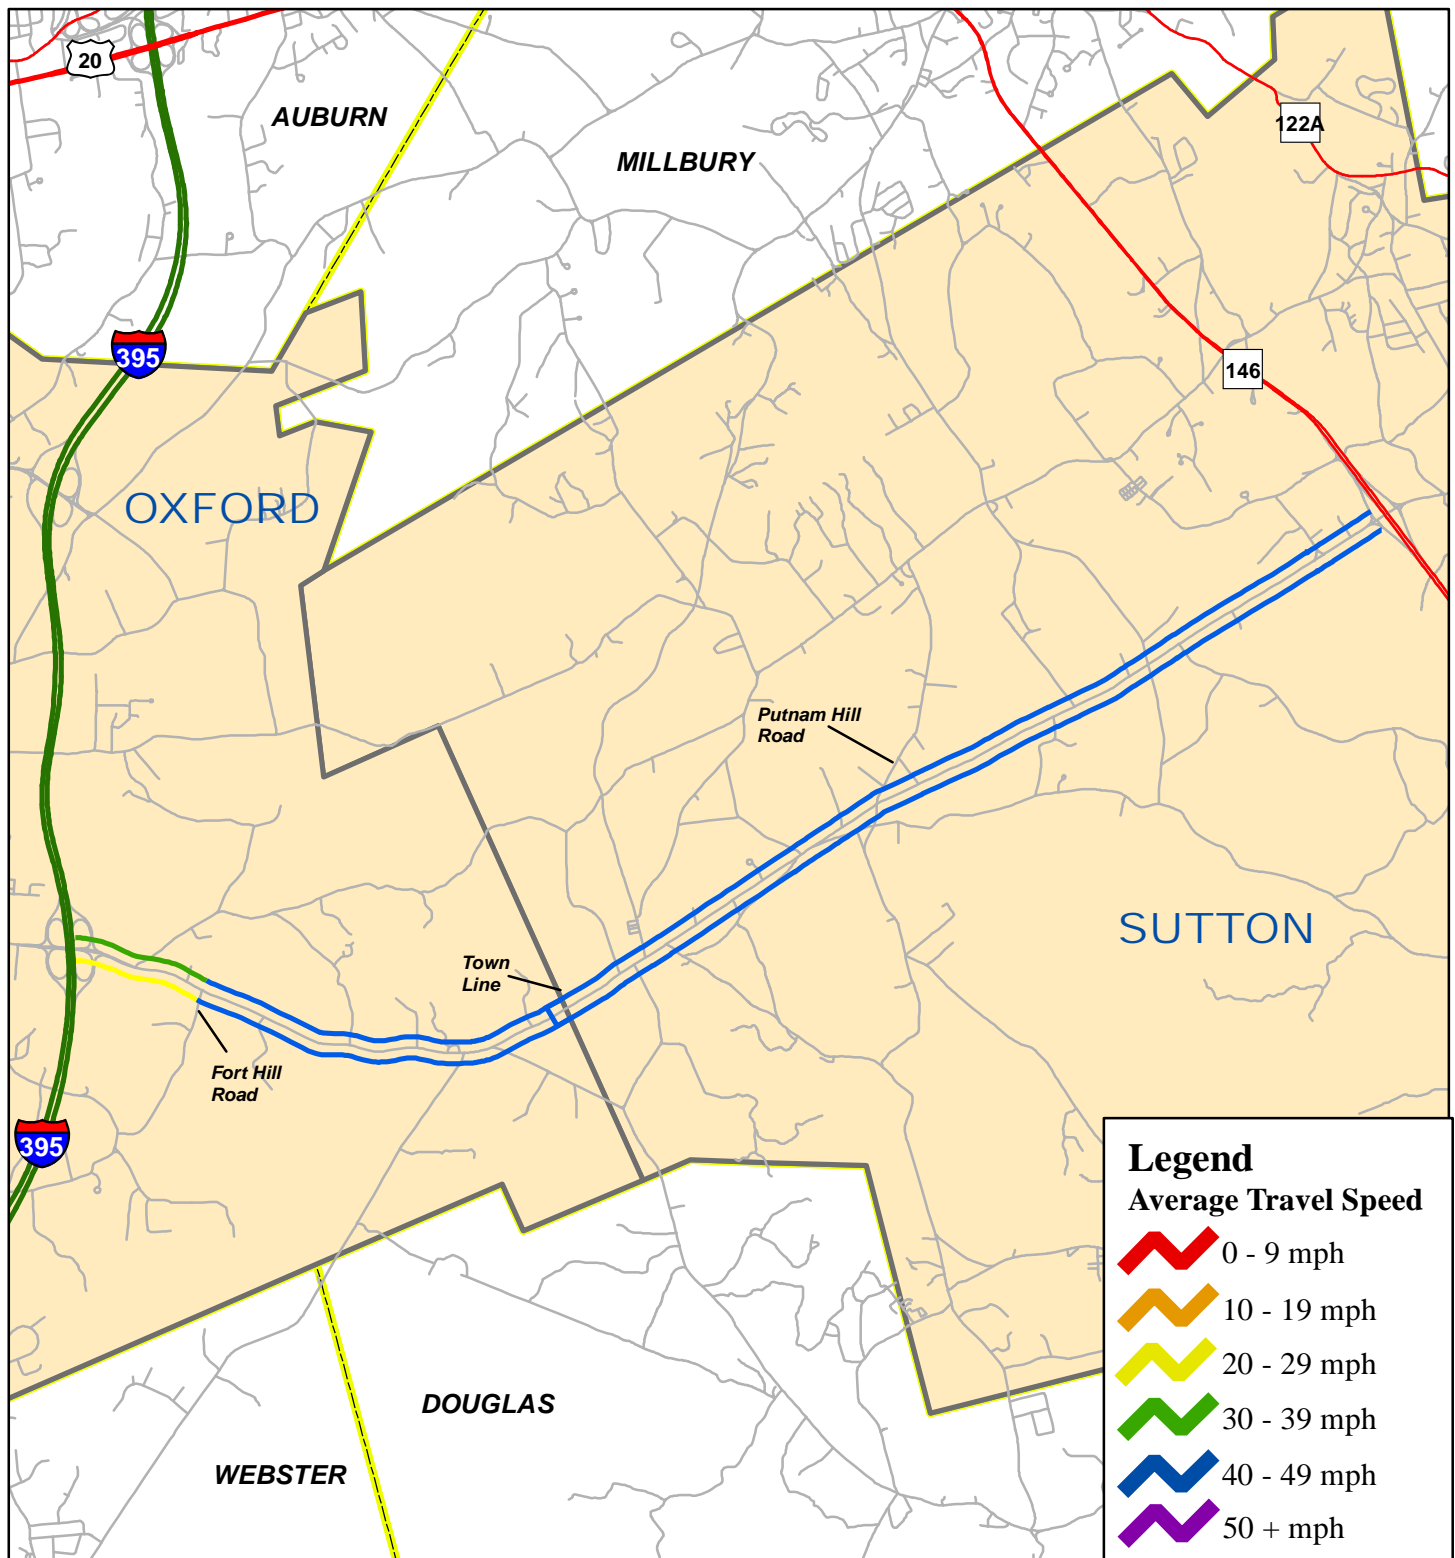 20
AUBURN
122A
MILLBURY
395
146
OXFORD
Putnam Hill
Road
SUTTON
Town
Line
Fort Hill
Road
395
Legend
Average Travel Speed
0 - 9 mph
10 - 19 mph
20 - 29 mph
30 - 39 mph
40 - 49 mph
50 + mph
DOUGLAS
WEBSTER